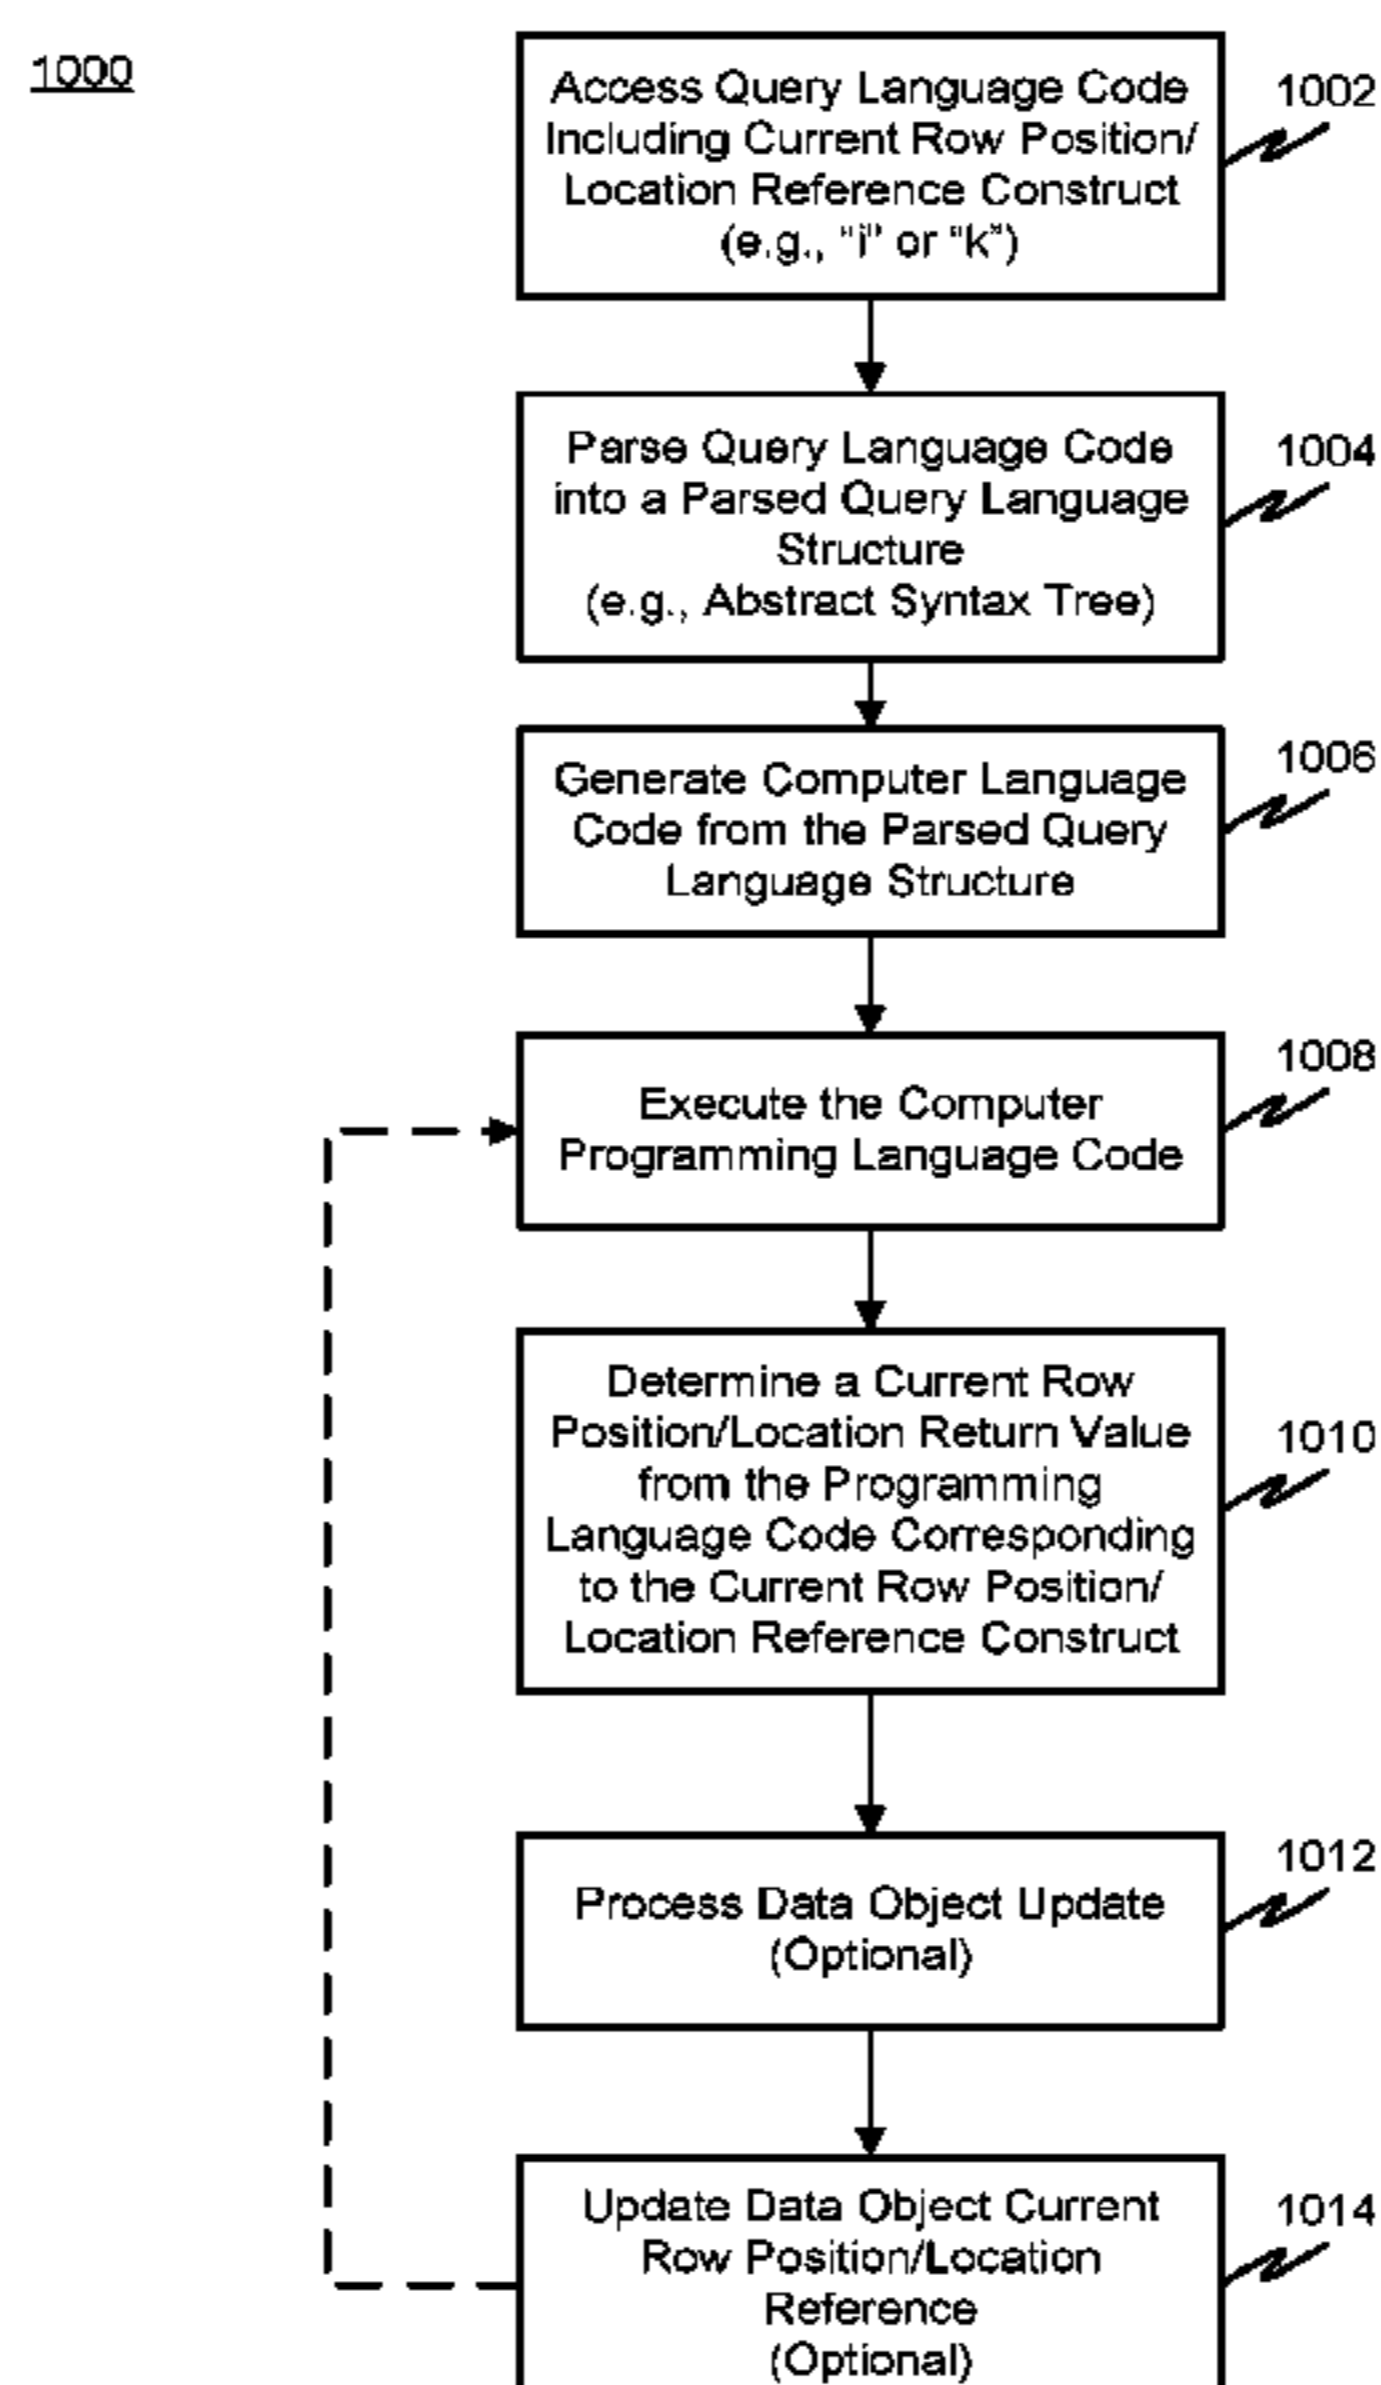 1000
Access Query Language Code
Including Current Row Position/
Location Reference Construct
(e.g., "i" or "k")
1002
Parse Query Language Code
into a Parsed Query Language
Structure
(e.g., Abstract Syntax Tree)
1004
Generate Computer Language
Code from the Parsed Query
Language Structure
1006
Execute the Computer
Programming Language Code
1008
Determine a Current Row
Position/Location Return Value
from the Programming
Language Code Corresponding
to the Current Row Position/
Location Reference Construct
1010
Process Data Object Update
(Optional)
1012
Update Data Object Current
Row Position/Location
Reference
(Optional)
1014